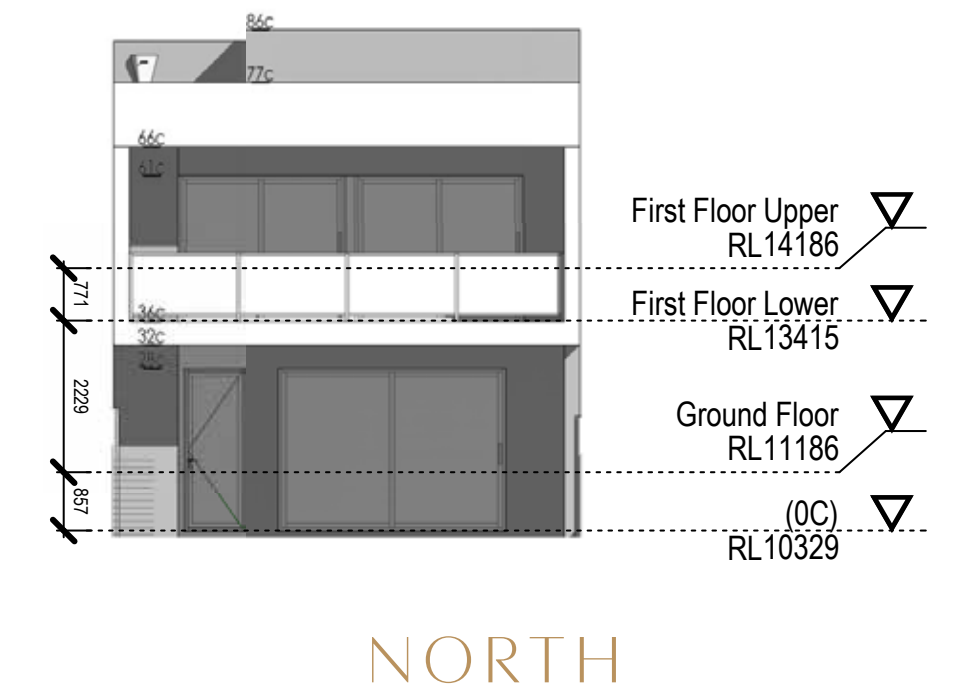 86c
77c
66c
61c
First Floor Upper
RL14186
771
First Floor Lower
RL13415
36c
32c
28c
2229
Ground Floor
RL11186
857
(0C)
RL10329
NORTH